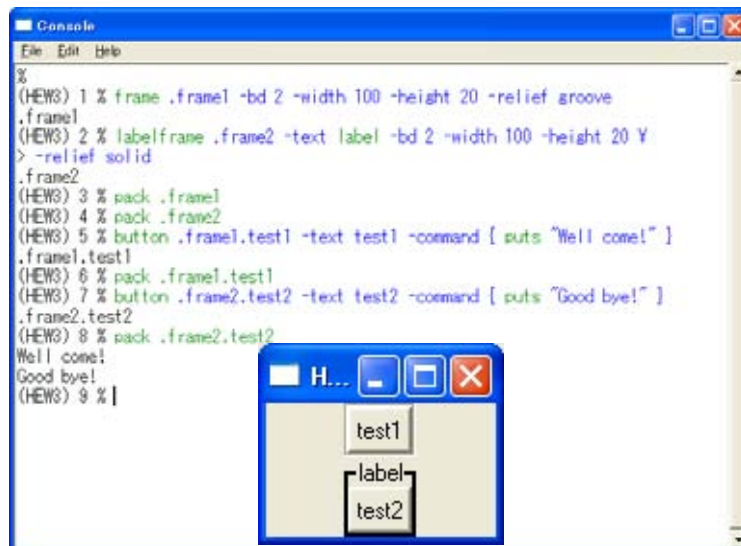 Console
File Edit Help
%
(HEW3) 1 % frame .frame1 -bd 2 -width 100 -height 20 -relief groove
.frame1
(HEW3) 2 % labelframe .frame2 -text label -bd 2 -width 100 -height 20 ¥
> -relief solid
.frame2
(HEW3) 3 % pack .frame1
(HEW3) 4 % pack .frame2
(HEW3) 5 % button .frame1.test1 -text test1 -command { puts "Well come!" }
.frame1.test1
(HEW3) 6 % pack .frame1.test1
(HEW3) 7 % button .frame2.test2 -text test2 -command { puts "Good bye!" }
.frame2.test2
(HEW3) 8 % pack .frame2.test2
Well come!
Good bye!
(HEW3) 9 %
H...
test1
label
test2